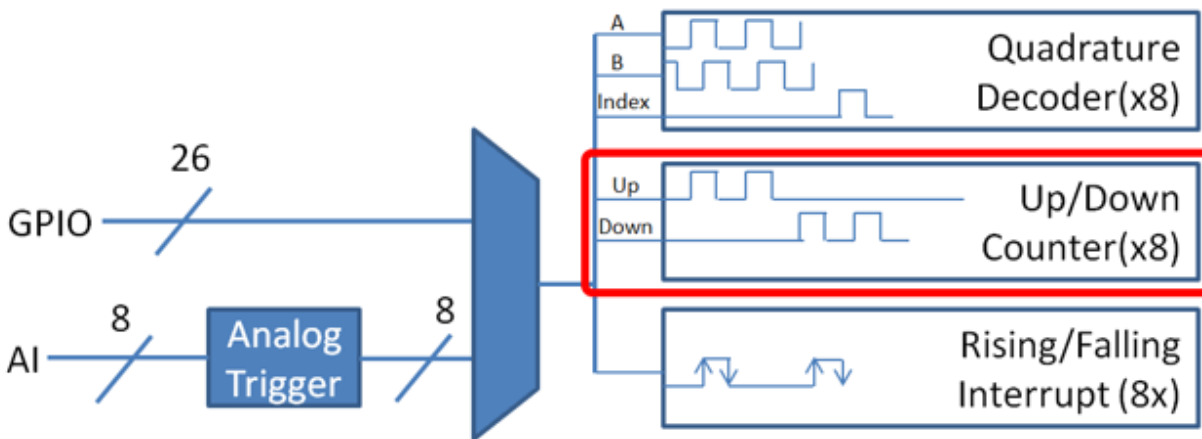 A
B
Index
Quadrature
Decoder(x8)
26
GPIO
Up
Down
Up/Down
Counter(x8)
8
8
AI
Analog
Trigger
Rising/Falling
Interrupt (8x)